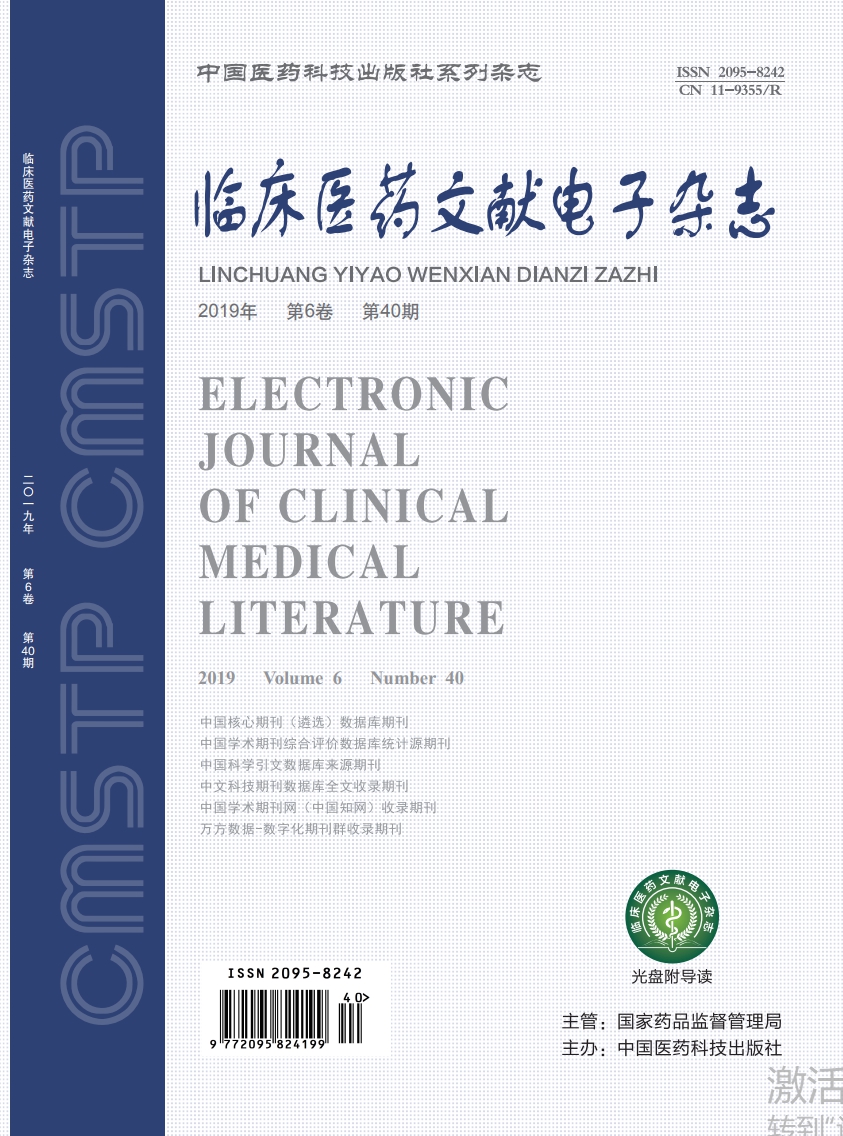 中国医药科技出版社系列杂志
ISSN 2095-8242
CN 11-9355/R
临床医药文献电子杂志
LINCHUANG YIYAO WENXIAN DIANZI ZAZHI
2019年 第6卷 第40期
ELECTRONIC
JOURNAL
OF CLINICAL
MEDICAL
LITERATURE
2019 Volume 6 Number 40
中国核心期刊（遴选）数据库期刊
中国学术期刊综合评价数据库统计源期刊
中国科学引文数据库来源期刊
中文科技期刊数据库全文收录期刊
中国学术期刊网（中国知网）收录期刊
万方数据-数字化期刊群收录期刊
临床医药文献电子杂志
光盘附导读
ISSN 2095-8242
40>
9 772095 824199
主管：国家药品监督管理局
主办：中国医药科技出版社
临床医药文献电子杂志 二〇一九年 第6卷 第40期
CMSTP CMSTP
激活
转到"